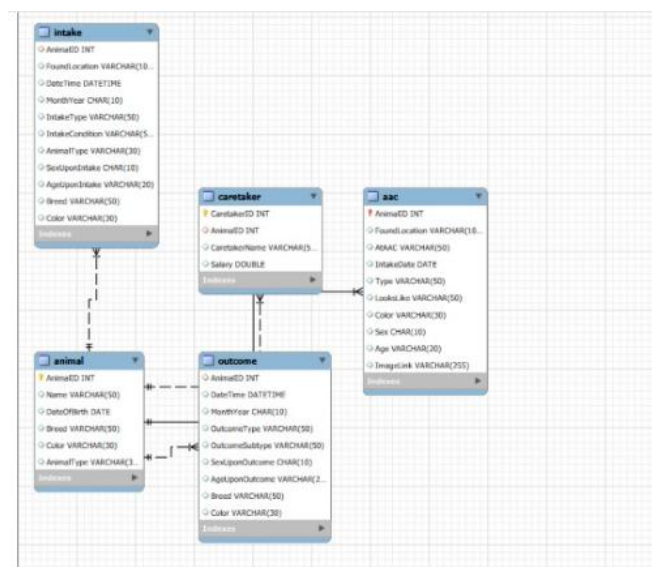 intake
AnimalID INT
FoundLocation VARCHAR(10...
DateTime DATETIME
MonthYear CHAR(10)
IntakeType VARCHAR(50)
IntakeCondition VARCHAR(5...
AnimalType VARCHAR(30)
SexUponIntake CHAR(10)
AgeUponIntake VARCHAR(20)
Breed VARCHAR(50)
Color VARCHAR(30)
Indexes
caretaker
CaretakerID INT
AnimalID INT
CaretakerName VARCHAR(5...
Salary DOUBLE
Indexes
aac
AnimalID INT
FoundLocation VARCHAR(10...
AtAAC VARCHAR(50)
IntakeDate DATE
Type VARCHAR(50)
LooksLike VARCHAR(50)
Color VARCHAR(30)
Sex CHAR(10)
Age VARCHAR(20)
ImageLink VARCHAR(255)
Indexes
animal
AnimalID INT
Name VARCHAR(50)
DateOfBirth DATE
Breed VARCHAR(50)
Color VARCHAR(30)
AnimalType VARCHAR(3...
Indexes
outcome
AnimalID INT
DateTime DATETIME
MonthYear CHAR(10)
OutcomeType VARCHAR(50)
OutcomeSubtype VARCHAR(50)
SexUponOutcome CHAR(10)
AgeUponOutcome VARCHAR(2...
Breed VARCHAR(50)
Color VARCHAR(30)
Indexes